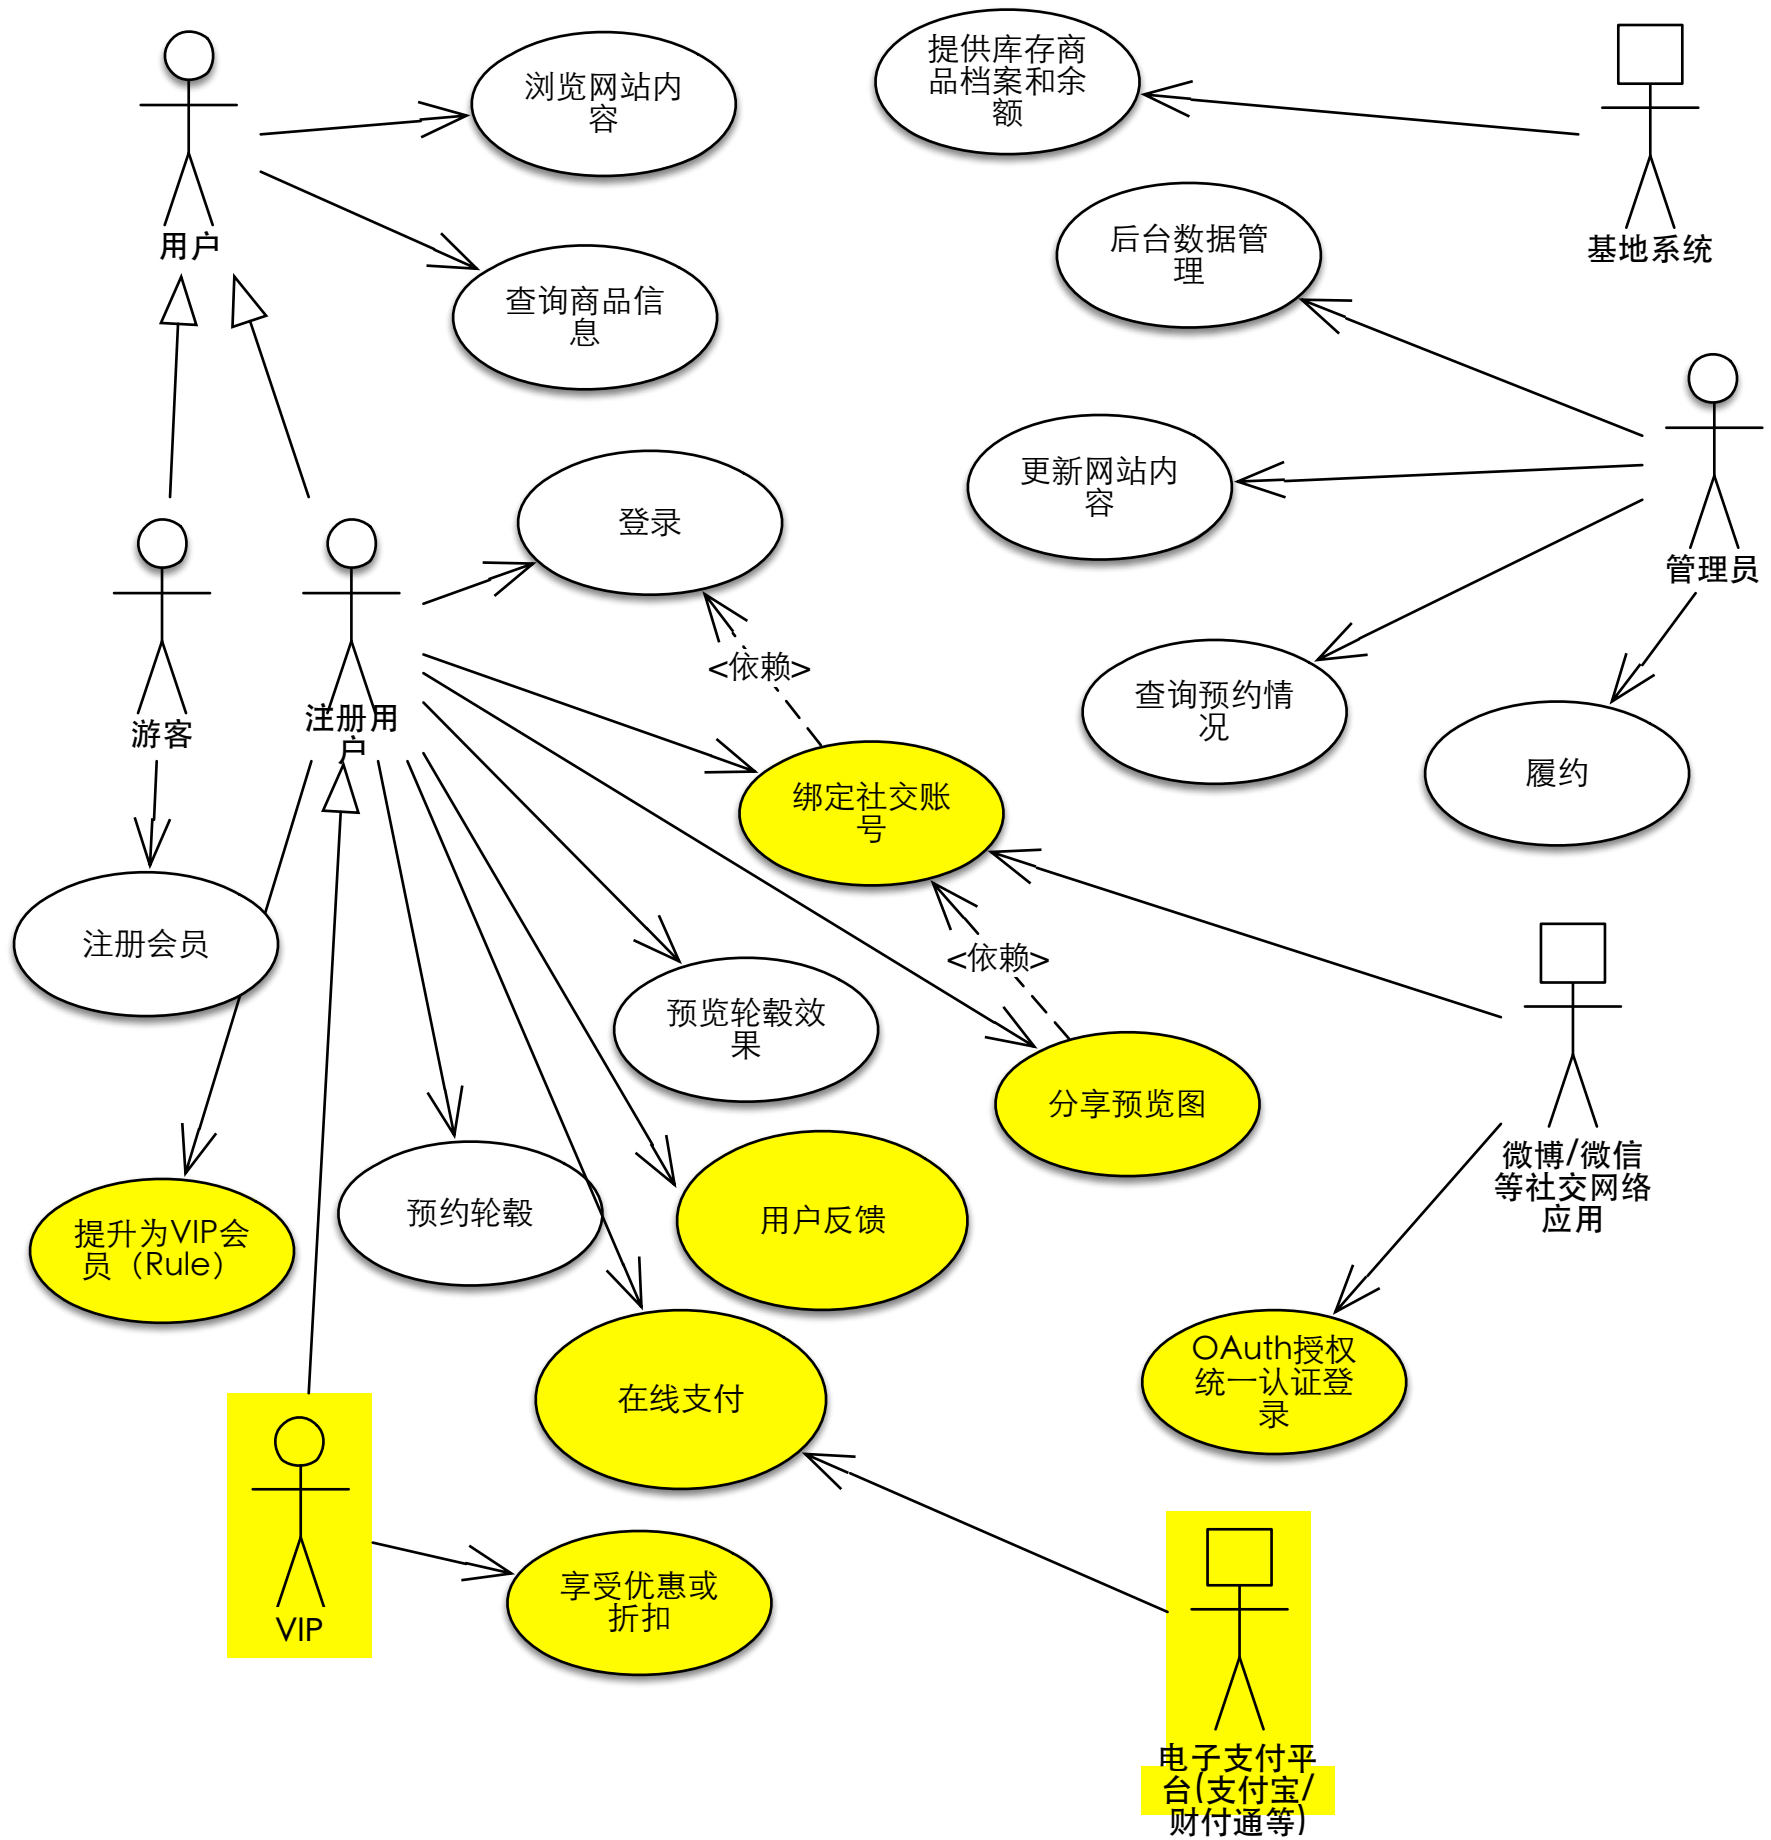 浏览网站内
容
提供库存商
品档案和余
额
用户
基地系统
后台数据管
理
查询商品信
息
登录
更新网站内
容
管理员
<依赖>
游客
注册用
户
查询预约情
况
履约
绑定社交账
号
注册会员
<依赖>
预览轮毂效
果
分享预览图
微博/微信
等社交网络
应用
提升为VIP会
员（Rule）
预约轮毂
用户反馈
在线支付
OAuth授权
统一认证登
录
VIP
享受优惠或
折扣
电子支付平
台(支付宝/
财付通等)